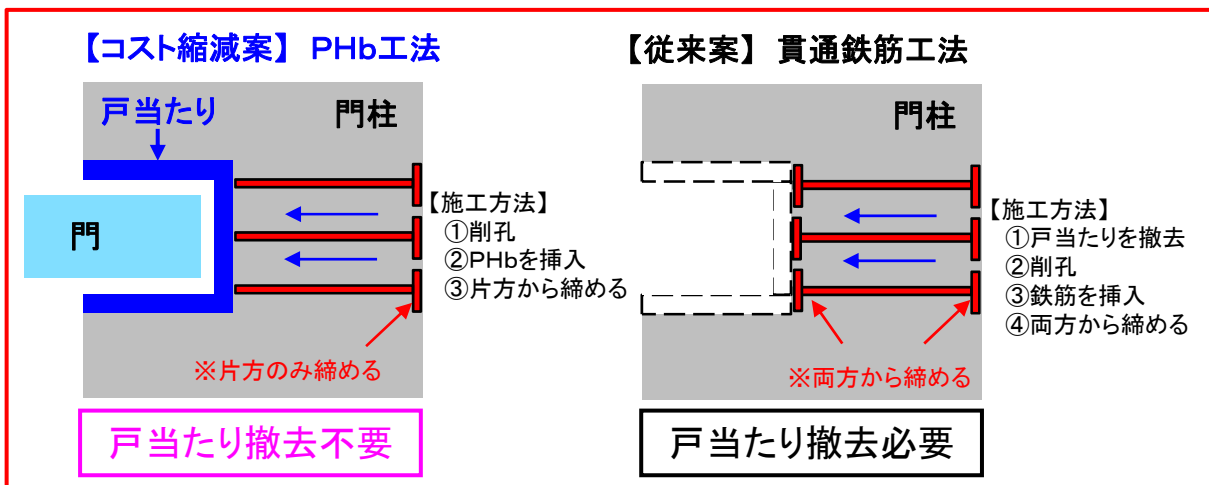 【コスト縮減案】 PHb工法
戸当たり
門柱
門
【施工方法】
①削孔
②PHbを挿入
③片方から締める
※片方のみ締める
戸当たり撤去不要
【従来案】 貫通鉄筋工法
門柱
【施工方法】
①戸当たりを撤去
②削孔
③鉄筋を挿入
④両方から締める
※両方から締める
戸当たり撤去必要